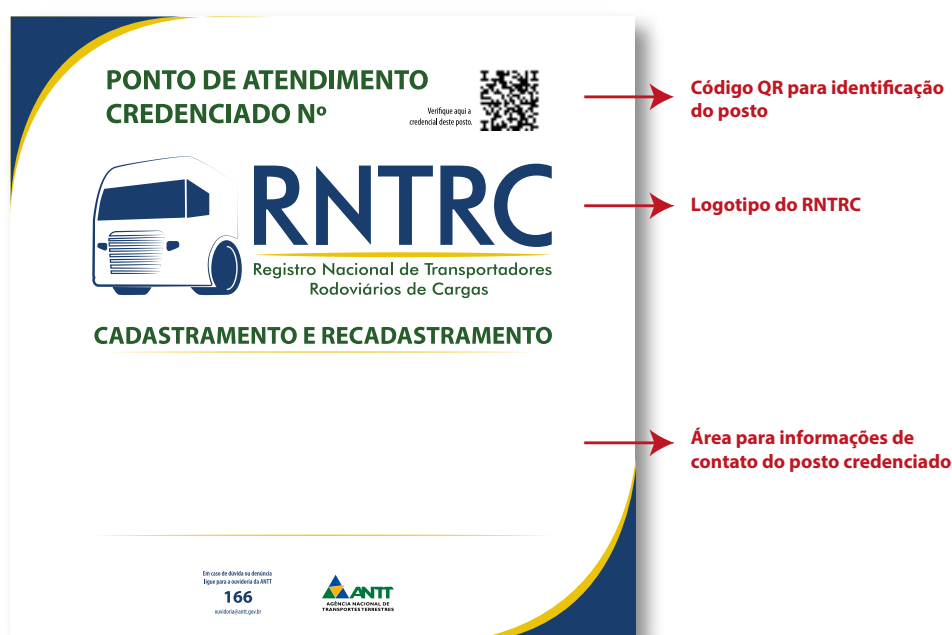 PONTO DE ATENDIMENTO
CREDENCIADO Nº
Verifique aqui a
credencial deste posto.
Código QR para identificação
do posto
RNTRC
Registro Nacional de Transportadores
Rodoviários de Cargas
Logotipo do RNTRC
CADASTRAMENTO E RECADASTRAMENTO
Área para informações de
contato do posto credenciado
Em caso de dúvida ou denúncia
ligue para a ouvidoria da ANTT
166
ouvidoria@antt.gov.br
ANTT
AGÊNCIA NACIONAL DE
TRANSPORTES TERRESTRES